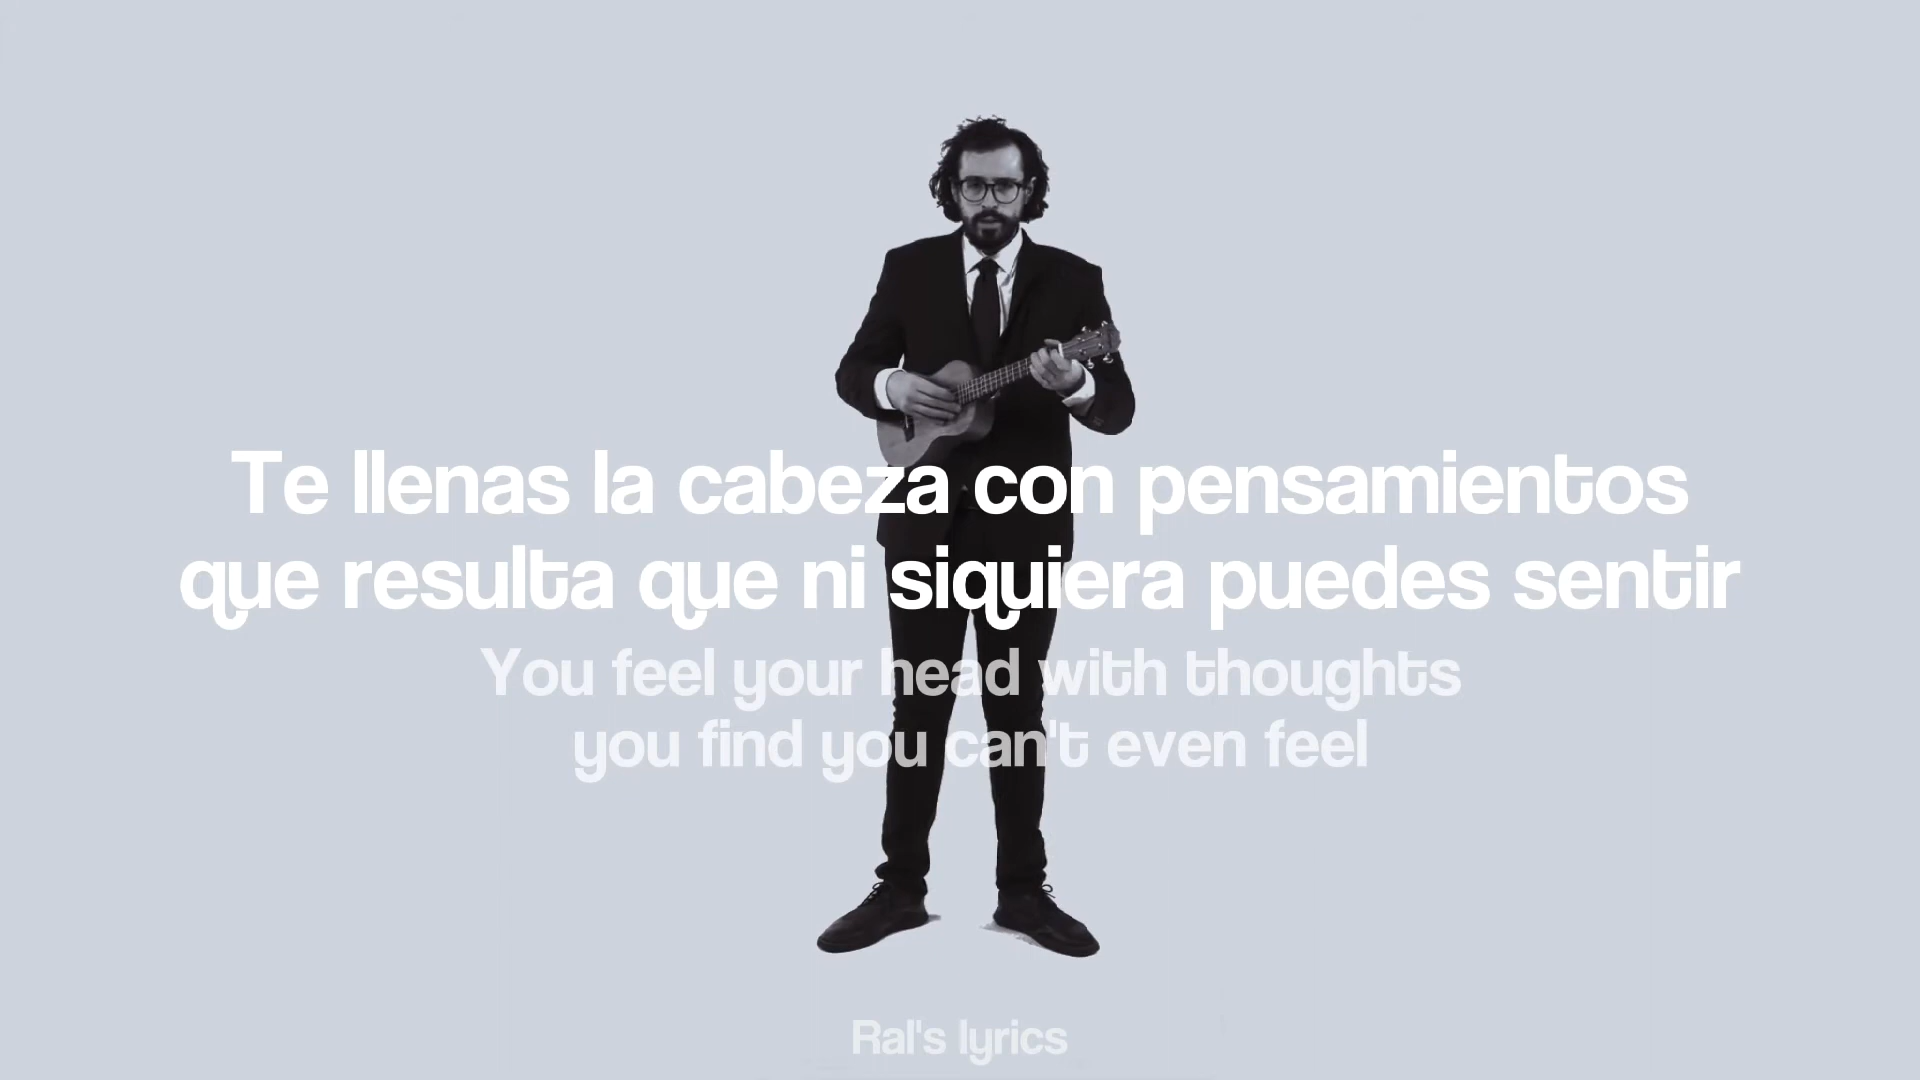 Te llenas la cabeza con pensamientos
que resulta que ni siquiera puedes sentir
You feel your head with thoughts
you find you can't even feel
Ral's lyrics